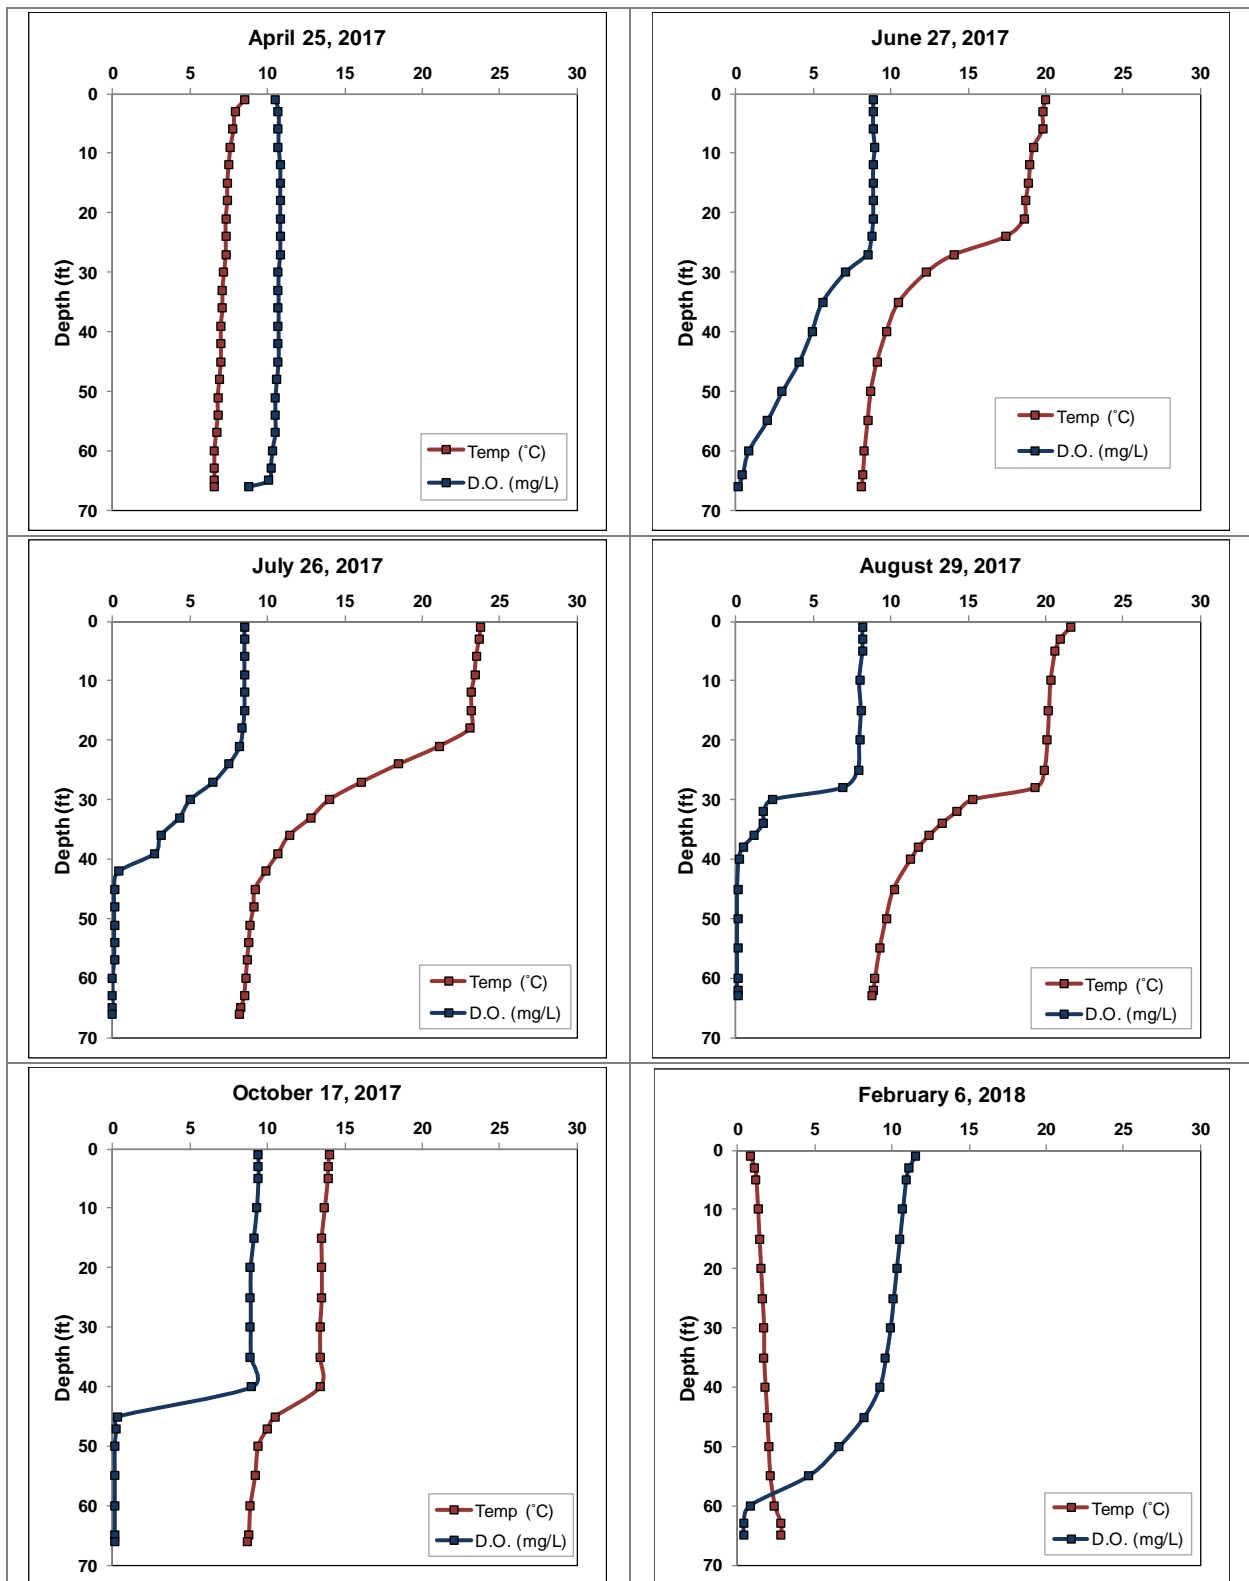 April 25, 2017
0 5 10 15 20 25 30
0
10
20
30
40
50
60
70
Depth (ft)
Temp (˚C)
D.O. (mg/L)
June 27, 2017
0 5 10 15 20 25 30
0
10
20
30
40
50
60
70
Depth (ft)
Temp (˚C)
D.O. (mg/L)
July 26, 2017
0 5 10 15 20 25 30
0
10
20
30
40
50
60
70
Depth (ft)
Temp (˚C)
D.O. (mg/L)
August 29, 2017
0 5 10 15 20 25 30
0
10
20
30
40
50
60
70
Depth (ft)
Temp (˚C)
D.O. (mg/L)
October 17, 2017
0 5 10 15 20 25 30
0
10
20
30
40
50
60
70
Depth (ft)
Temp (˚C)
D.O. (mg/L)
February 6, 2018
0 5 10 15 20 25 30
0
10
20
30
40
50
60
70
Depth (ft)
Temp (˚C)
D.O. (mg/L)